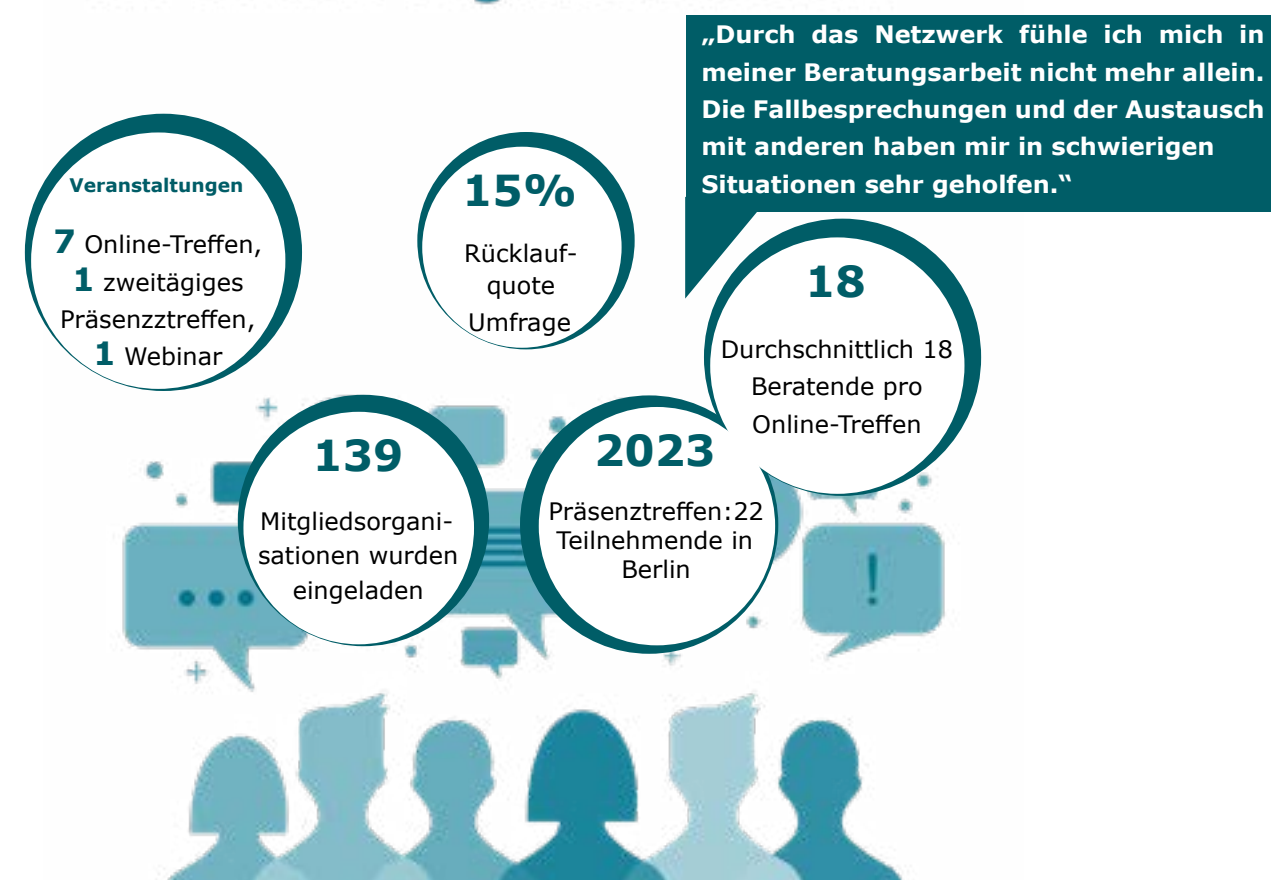 „Durch das Netzwerk fühle ich mich in
meiner Beratungsarbeit nicht mehr allein.
Die Fallbesprechungen und der Austausch
mit anderen haben mir in schwierigen
Situationen sehr geholfen.“
Veranstaltungen
7 Online-Treffen,
1 zweitägiges
Präsenzztreffen,
1 Webinar
15%
Rücklauf-
quote
Umfrage
18
Durchschnittlich 18
Beratende pro
Online-Treffen
139
Mitgliedsorgani-
sationen wurden
eingeladen
2023
Präsenztreffen:22
Teilnehmende in
Berlin
!